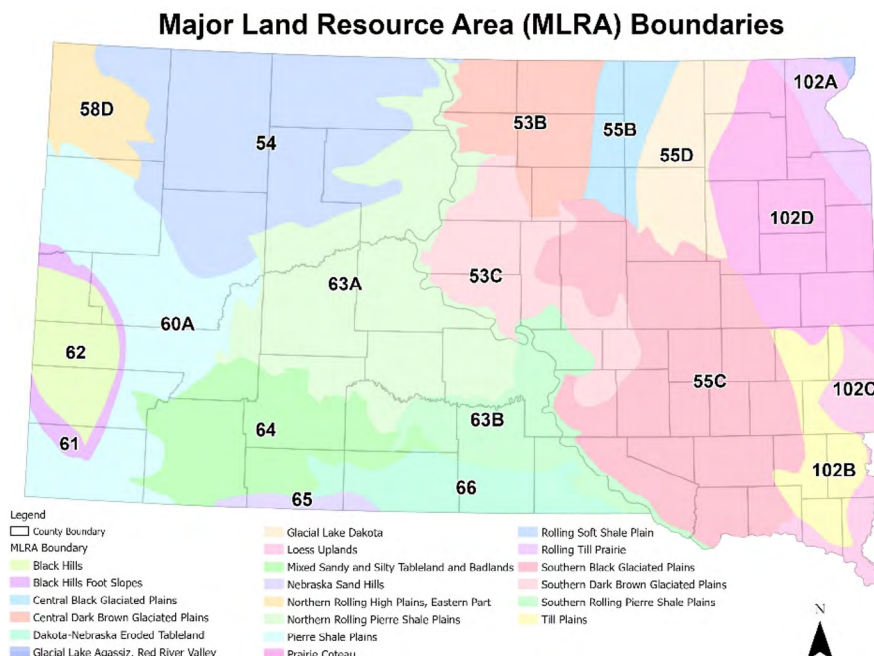 Major Land Resource Area (MLRA) Boundaries
58D
54
53B
55B
55D
102A
102D
53C
63A
60A
62
55C
102C
61
64
63B
102B
65
66
Legend
County Boundary
MLRA Boundary
Black Hills
Black Hills Foot Slopes
Central Black Glaciated Plains
Central Dark Brown Glaciated Plains
Dakota-Nebraska Eroded Tableland
Glacial Lake Agassiz, Red River Valley
Glacial Lake Dakota
Loess Uplands
Mixed Sandy and Silty Tableland and Badlands
Nebraska Sand Hills
Northern Rolling High Plains, Eastern Part
Northern Rolling Pierre Shale Plains
Pierre Shale Plains
Prairie Coteau
Rolling Soft Shale Plain
Rolling Till Prairie
Southern Black Glaciated Plains
Southern Dark Brown Glaciated Plains
Southern Rolling Pierre Shale Plains
Till Plains
N